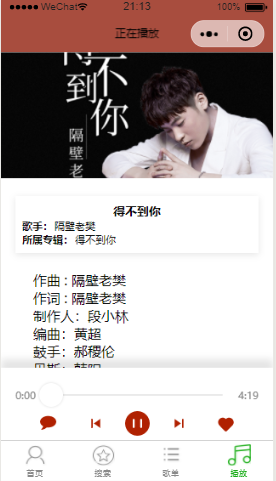 WeChat
21:13
100%
正在播放
得不到你
隔壁老
得不到你
歌手：隔壁老樊
所属专辑：得不到你
作曲：隔壁老樊
作词：隔壁老樊
制作人：段小林
编曲：黄超
鼓手：郝稷伦
0:00
4:19
首页
搜索
歌单
播放